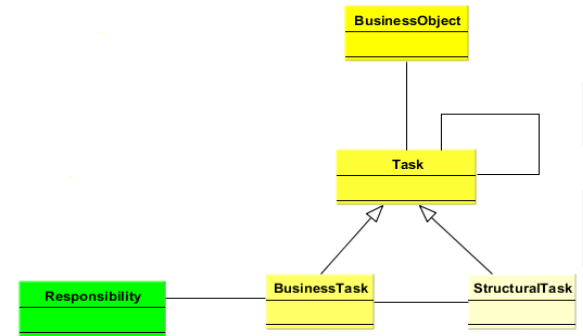 BusinessObject
Task
BusinessTask
StructuralTask
Responsibility